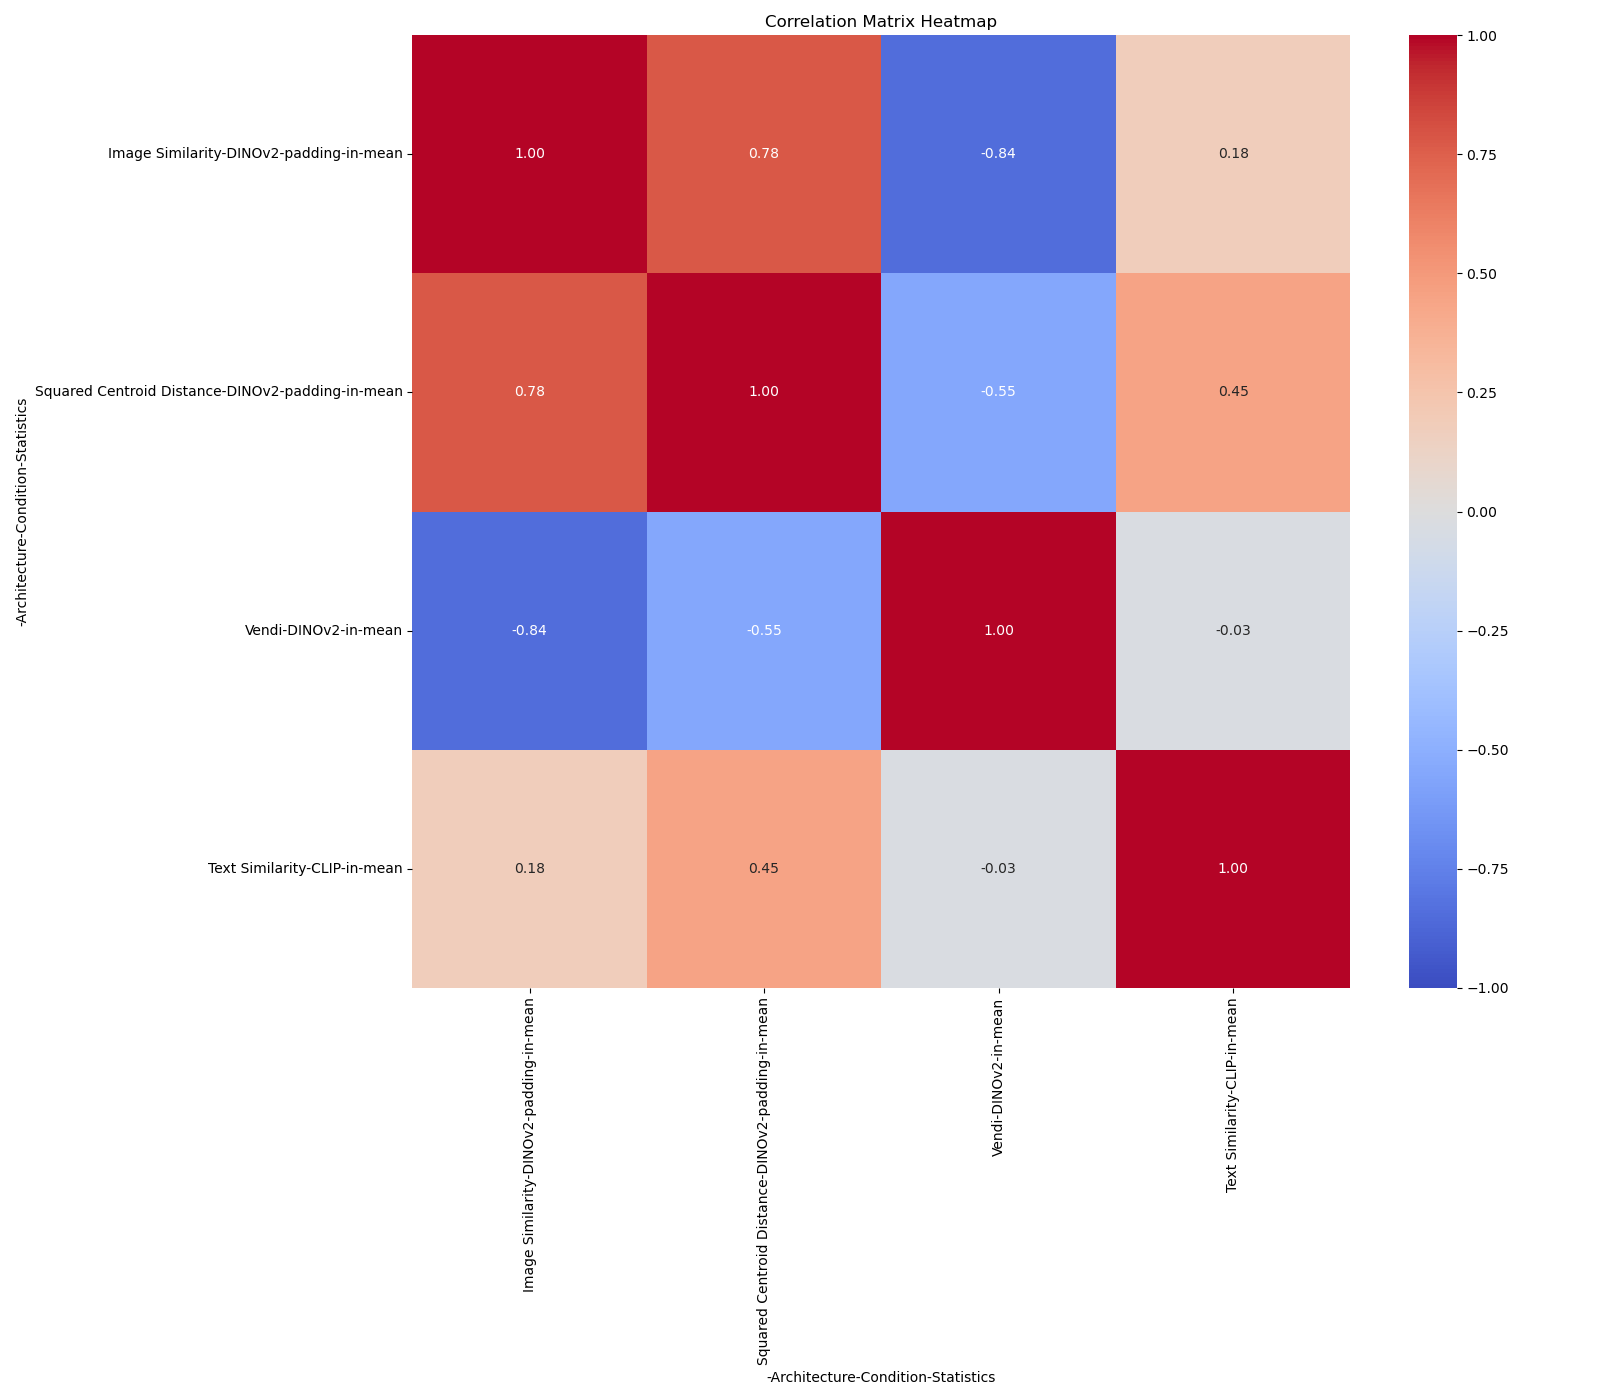 Correlation Matrix Heatmap
-Architecture-Condition-Statistics
Image Similarity-DINOv2-padding-in-mean
1.00
0.78
-0.84
0.18
Squared Centroid Distance-DINOv2-padding-in-mean
0.78
1.00
-0.55
0.45
Vendi-DINOv2-in-mean
-0.84
-0.55
1.00
-0.03
Text Similarity-CLIP-in-mean
0.18
0.45
-0.03
1.00
Image Similarity-DINOv2-padding-in-mean
Squared Centroid Distance-DINOv2-padding-in-mean
Vendi-DINOv2-in-mean
Text Similarity-CLIP-in-mean
-Architecture-Condition-Statistics
1.00
0.75
0.50
0.25
0.00
−0.25
−0.50
−0.75
−1.00